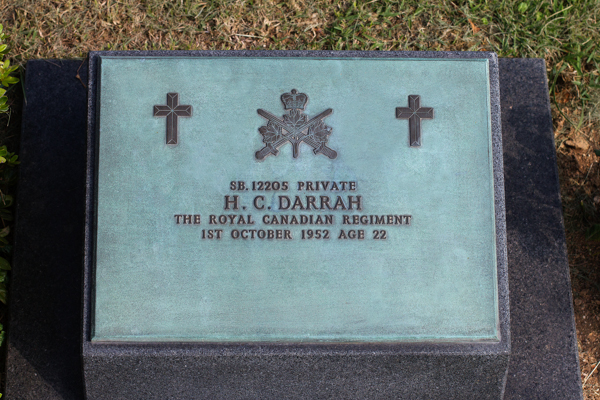 SB.12205 PRIVATE
H. C. DARRAH
THE ROYAL CANADIAN REGIMENT
1ST OCTOBER 1952 AGE 22